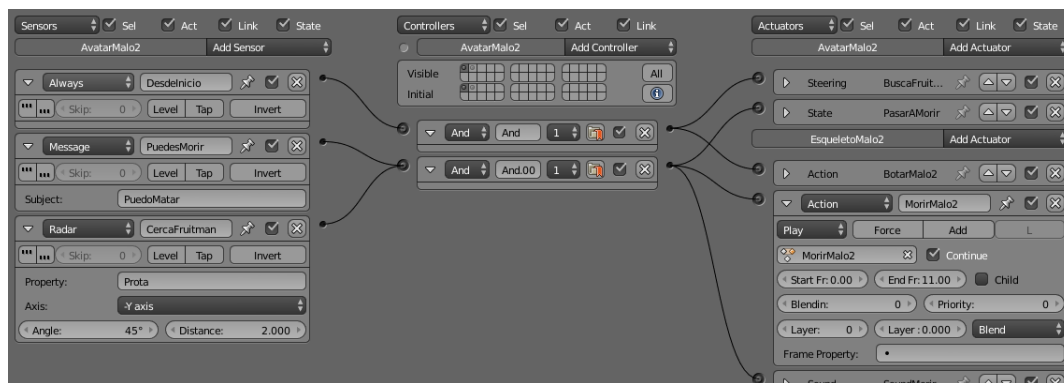 Sensors Sel Act Link State
AvatarMalo2 Add Sensor
Always DesdeInicio
Skip: 0 Level Tap Invert
Message PuedesMorir
Skip: 0 Level Tap Invert
Subject: PuedoMatar
Radar CercaFruitman
Skip: 0 Level Tap Invert
Property: Prota
Axis: -Y axis
Angle: 45° Distance: 2.000
Controllers Sel Act Link
AvatarMalo2 Add Controller
Visible All
Initial
And And 1
And And.00 1
Actuators Sel Act Link State
AvatarMalo2 Add Actuator
Steering BuscaFruit...
State PasarAMorir
EsqueletoMalo2 Add Actuator
Action BotarMalo2
Action MorirMalo2
Play Force Add L
MorirMalo2 Continue
Start Fr: 0.00 End Fr: 11.00 Child
Blendin: 0 Priority: 0
Layer: 0 Layer : 0.000 Blend
Frame Property:
Sound